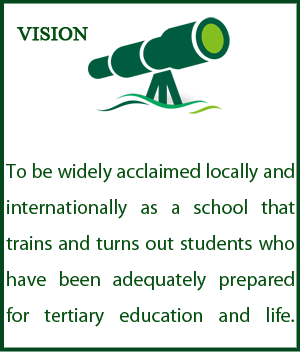 VISION
To be widely acclaimed locally and
internationally as a school that
trains and turns out students who
have been adequately prepared
for tertiary education and life.